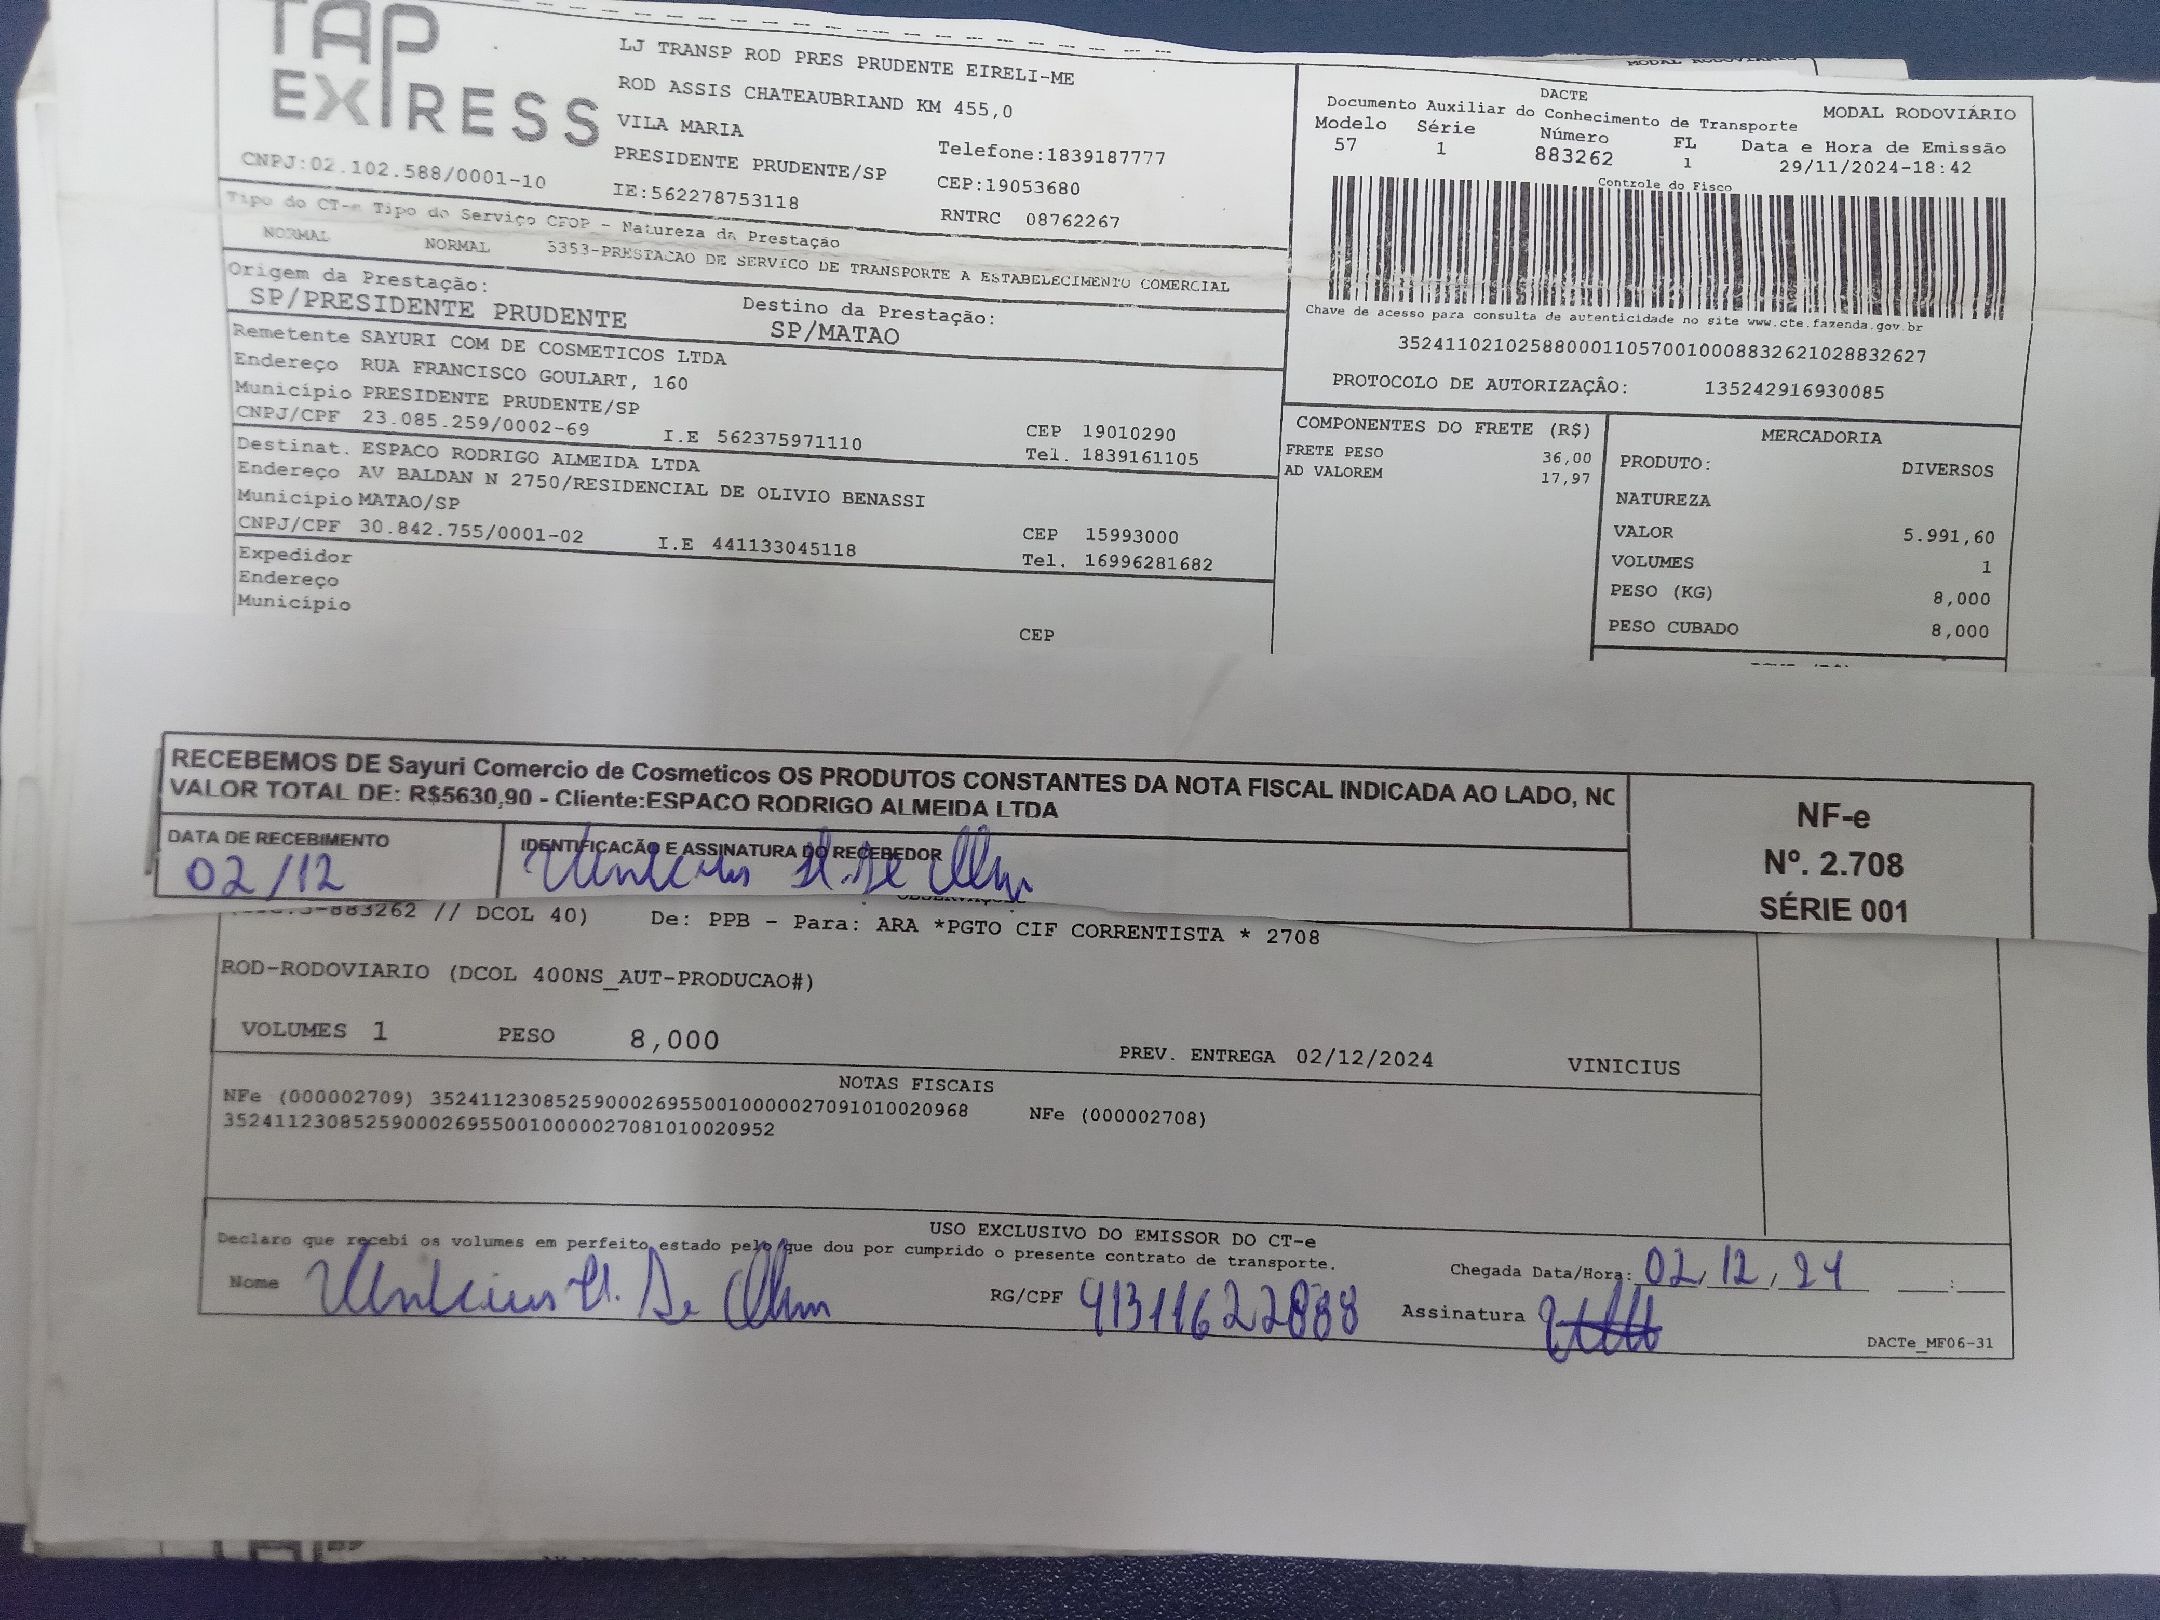 TAP
EXPRESS
LJ TRANSP ROD PRES PRUDENTE EIRELI-ME
ROD ASSIS CHATEAUBRIAND KM 455,0
VILA MARIA
PRESIDENTE PRUDENTE/SP
Telefone:1839187777
CNPJ:02.102.588/0001-10
CEP:19053680
IE:562278753118
RNTRC 08762267
MODAL RODOVIÁRIO
DACTE
Documento Auxiliar do Conhecimento de Transporte
MODAL RODOVIÁRIO
Modelo Série Número FL Data e Hora de Emissão
57 1 883262 1 29/11/2024-18:42
Controle do Fisco
Chave de acesso para consulta de autenticidade no site www.cte.fazenda.gov.br
35241102102588000110570010008832621028832627
PROTOCOLO DE AUTORIZAÇÃO: 135242916930085
Tipo do CT-e Tipo do Serviço CFOP - Natureza da Prestação
NORMAL NORMAL 5353-PRESTACAO DE SERVICO DE TRANSPORTE A ESTABELECIMENTO COMERCIAL
Origem da Prestação: Destino da Prestação:
SP/PRESIDENTE PRUDENTE SP/MATAO
Remetente SAYURI COM DE COSMETICOS LTDA
Endereço RUA FRANCISCO GOULART, 160
Município PRESIDENTE PRUDENTE/SP CEP 19010290
CNPJ/CPF 23.085.259/0002-69 I.E 562375971110 Tel. 1839161105
Destinat. ESPACO RODRIGO ALMEIDA LTDA
Endereço AV BALDAN N 2750/RESIDENCIAL DE OLIVIO BENASSI
Município MATAO/SP CEP 15993000
CNPJ/CPF 30.842.755/0001-02 I.E 441133045118 Tel. 16996281682
Expedidor
Endereço
Município CEP
COMPONENTES DO FRETE (R$)
FRETE PESO 36,00
AD VALOREM 17,97
MERCADORIA
PRODUTO: DIVERSOS
NATUREZA
VALOR 5.991,60
VOLUMES 1
PESO (KG) 8,000
PESO CUBADO 8,000
RECEBEMOS DE Sayuri Comercio de Cosmeticos OS PRODUTOS CONSTANTES DA NOTA FISCAL INDICADA AO LADO, NO
VALOR TOTAL DE: R$5630,90 - Cliente:ESPACO RODRIGO ALMEIDA LTDA
DATA DE RECEBIMENTO IDENTIFICAÇÃO E ASSINATURA DO RECEBEDOR
02/12 Vinicius H. De
NF-e
Nº. 2.708
SÉRIE 001
883262 // DCOL 40) De: PPB - Para: ARA *PGTO CIF CORRENTISTA * 2708
ROD-RODOVIARIO (DCOL 400NS_AUT-PRODUCAO#)
VOLUMES 1 PESO 8,000 PREV. ENTREGA 02/12/2024 VINICIUS
NOTAS FISCAIS
NFe (000002709) 35241123085259000269550010000027091010020968 NFe (000002708)
35241123085259000269550010000027081010020952
USO EXCLUSIVO DO EMISSOR DO CT-e
Declaro que recebi os volumes em perfeito estado pelo que dou por cumprido o presente contrato de transporte.
Nome Vinicius H. De RG/CPF 41311622888 Chegada Data/Hora: 02/12/24 :
Assinatura
DACTe_MF06-31